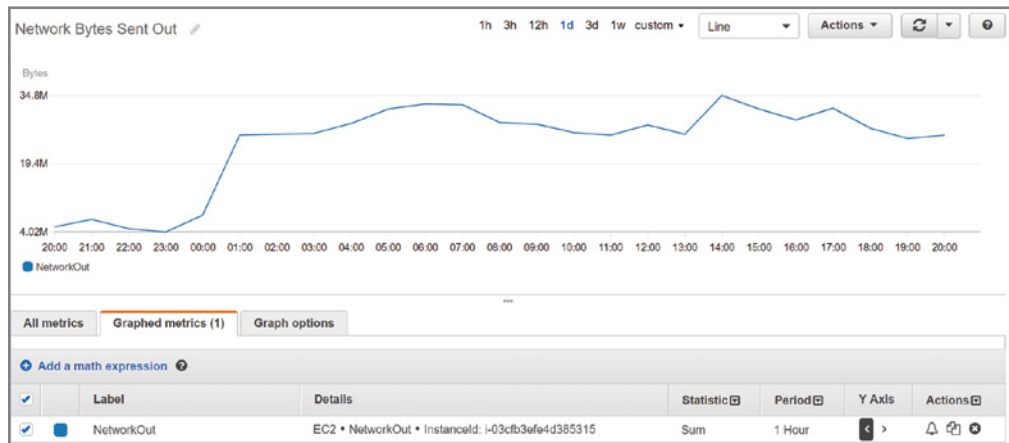 Network Bytes Sent Out
1h 3h 12h 1d 3d 1w custom Line Actions
Bytes
34.8M
19.4M
4.02M
20:00 21:00 22:00 23:00 00:00 01:00 02:00 03:00 04:00 05:00 06:00 07:00 08:00 09:00 10:00 11:00 12:00 13:00 14:00 15:00 16:00 17:00 18:00 19:00 20:00
NetworkOut
All metrics Graphed metrics (1) Graph options
Add a math expression
Label Details Statistic Period Y Axis Actions
NetworkOut EC2 • NetworkOut • InstanceId: i-03cfb3efe4d385315 Sum 1 Hour